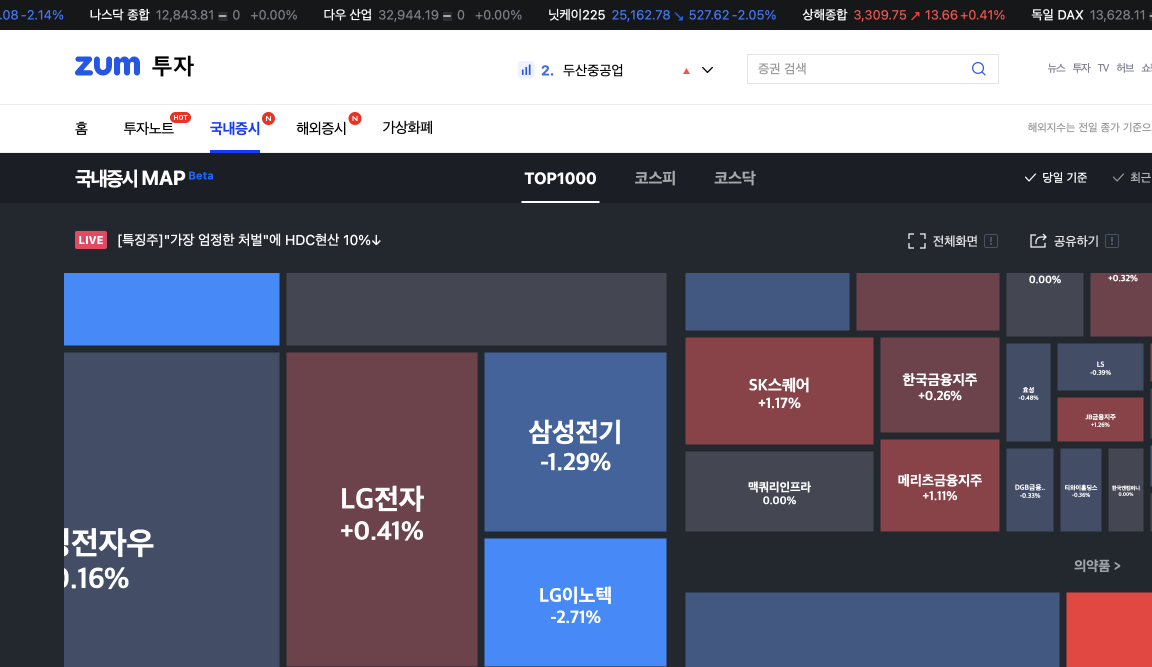 .08 -2.14% 나스닥 종합 12,843.81 0 +0.00% 다우 산업 32,944.19 0 +0.00% 닛케이225 25,162.78 ↘ 527.62 -2.05% 상해종합 3,309.75 ↗ 13.66 +0.41% 독일 DAX 13,628.11
zum 투자
2. 두산중공업 ▲
증권 검색
뉴스 투자 TV 허브 쇼
홈 투자노트 HOT 국내증시 N 해외증시 N 가상화폐
해외지수는 전일 종가 기준으
국내증시 MAP Beta
TOP1000 코스피 코스닥
당일 기준 최근
LIVE [특징주]"가장 엄정한 처벌"에 HDC현산 10%↓
전체화면 ! 공유하기 !
0.00%
+0.32%
SK스퀘어
+1.17%
한국금융지주
+0.26%
효성
-0.48%
LS
-0.39%
JB금융지주
+1.26%
삼성전기
-1.29%
LG전자
+0.41%
맥쿼리인프라
0.00%
메리츠금융지주
+1.11%
DGB금융..
-0.33%
티와이홀딩스
-0.36%
한국앤컴퍼니
0.00%
전자우
.16%
LG이노텍
-2.71%
의약품 >